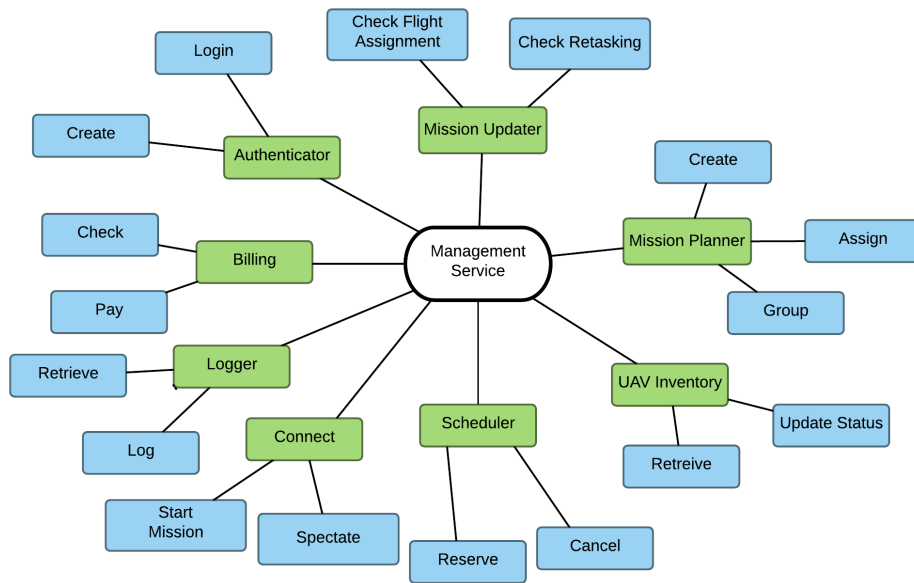 Check Flight
Assignment
Login
Check Retasking
Create
Mission Updater
Authenticator
Create
Check
Billing
Management
Service
Mission Planner
Assign
Pay
Group
Logger
Retrieve
UAV Inventory
Connect
Scheduler
Update Status
Log
Retreive
Start
Mission
Spectate
Reserve
Cancel